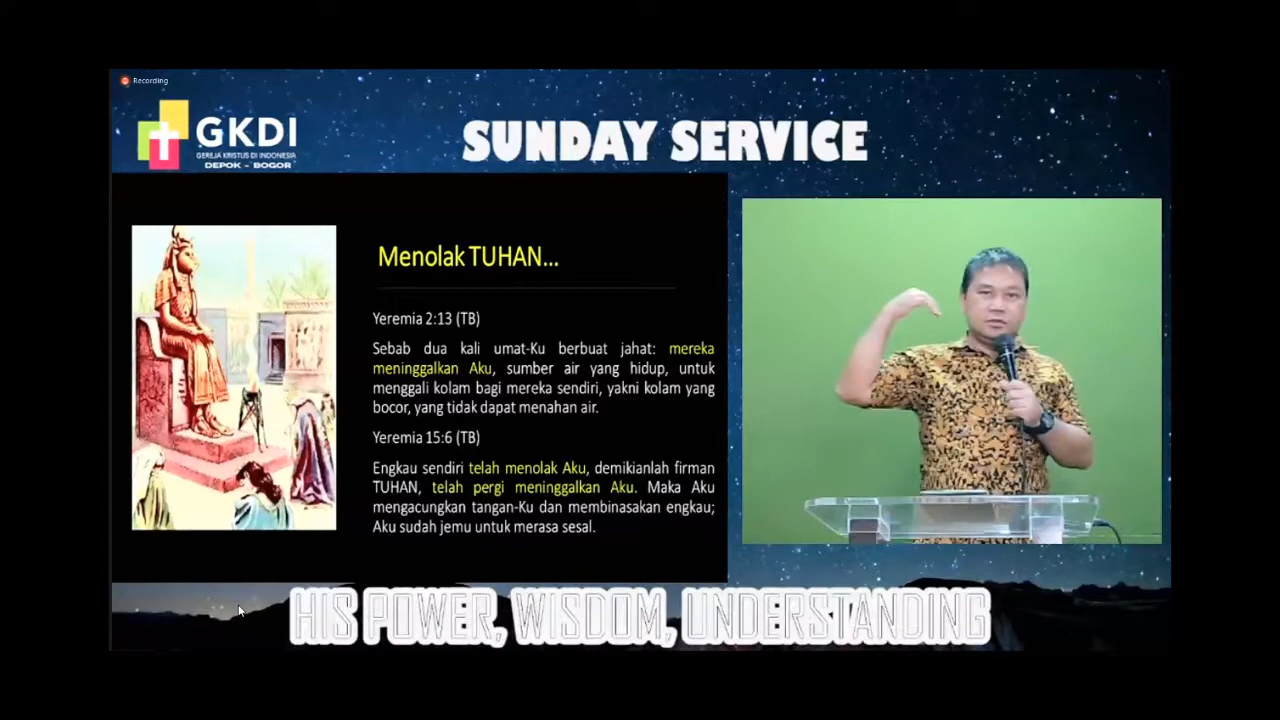 Recording
GKDI
GEREJA KRISTUS DI INDONESIA
DEPOK - BOGOR
SUNDAY SERVICE
Menolak TUHAN...
Yeremia 2:13 (TB)
Sebab dua kali umat-Ku berbuat jahat: mereka
meninggalkan Aku, sumber air yang hidup, untuk
menggali kolam bagi mereka sendiri, yakni kolam yang
bocor, yang tidak dapat menahan air.
Yeremia 15:6 (TB)
Engkau sendiri telah menolak Aku, demikianlah firman
TUHAN, telah pergi meninggalkan Aku. Maka Aku
mengacungkan tangan-Ku dan membinasakan engkau;
Aku sudah jemu untuk merasa sesal.
HIS POWER, WISDOM, UNDERSTANDING